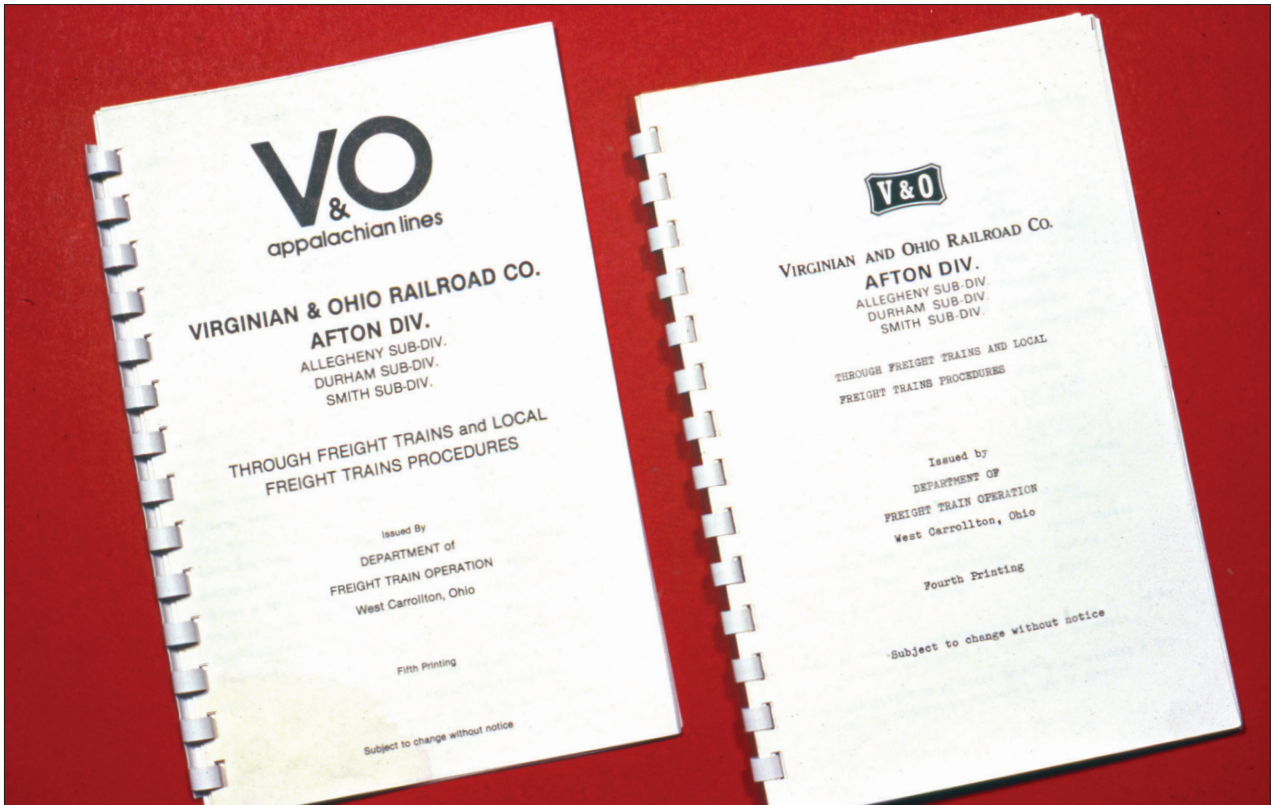 V&O
appalachian lines
VIRGINIAN & OHIO RAILROAD CO.
AFTON DIV.
ALLEGHENY SUB-DIV.
DURHAM SUB-DIV.
SMITH SUB-DIV.
THROUGH FREIGHT TRAINS and LOCAL
FREIGHT TRAINS PROCEDURES
Issued By
DEPARTMENT of
FREIGHT TRAIN OPERATION
West Carrollton, Ohio
Fifth Printing
Subject to change without notice
V & O
VIRGINIAN AND OHIO RAILROAD CO.
AFTON DIV.
ALLEGHENY SUB-DIV.
DURHAM SUB-DIV.
SMITH SUB-DIV.
THROUGH FREIGHT TRAINS AND LOCAL
FREIGHT TRAINS PROCEDURES
Issued by
DEPARTMENT OF
FREIGHT TRAIN OPERATION
West Carrollton, Ohio
Fourth Printing
Subject to change without notice